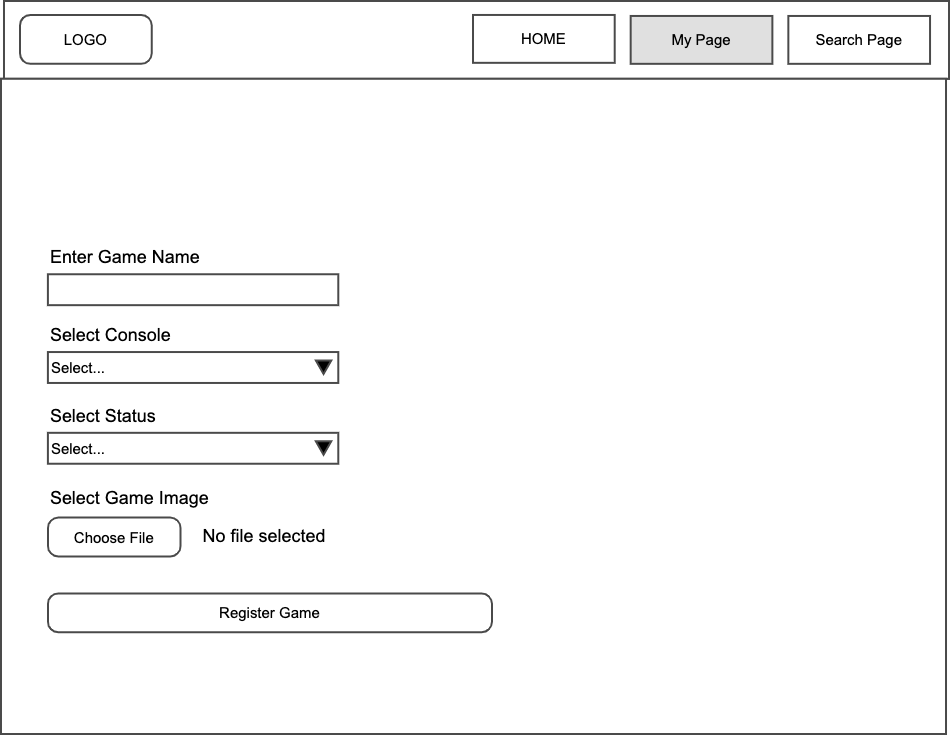 LOGO
HOME
My Page
Search Page
Enter Game Name
Select Console
Select...
Select Status
Select...
Select Game Image
Choose File
No file selected
Register Game